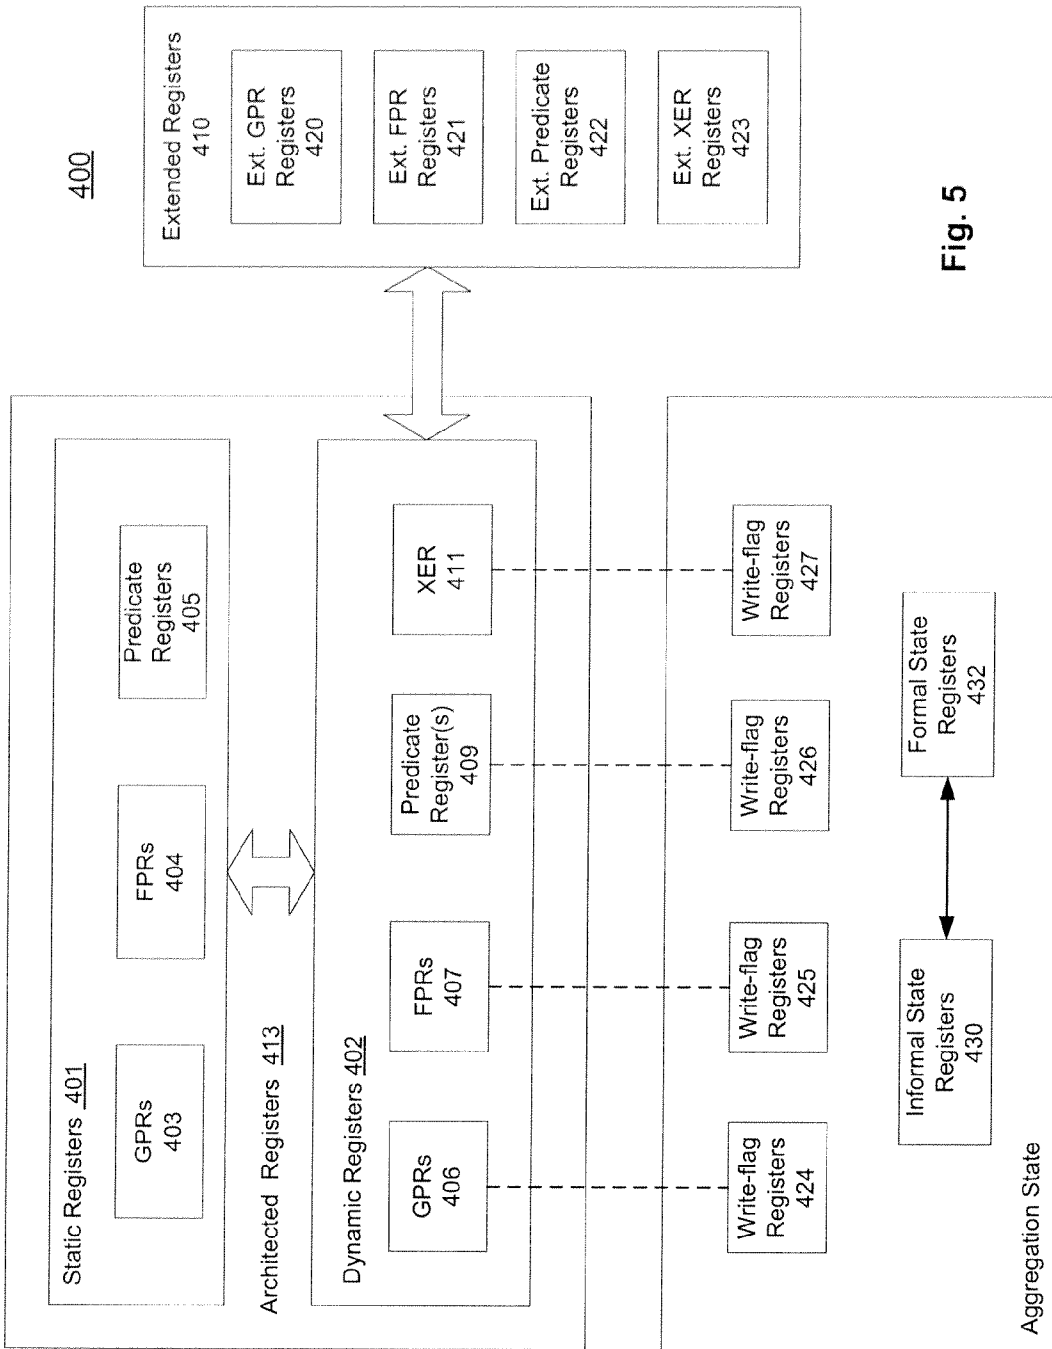 400
Static Registers 401
GPRs
403
FPRs
404
Predicate
Registers
405
Architected Registers 413
Dynamic Registers 402
GPRs
406
FPRs
407
Predicate
Register(s)
409
XER
411
Extended Registers
410
Ext. GPR
Registers
420
Ext. FPR
Registers
421
Ext. Predicate
Registers
422
Ext. XER
Registers
423
Write-flag
Registers
424
Write-flag
Registers
425
Write-flag
Registers
426
Write-flag
Registers
427
Informal State
Registers
430
Formal State
Registers
432
Aggregation State
Fig. 5